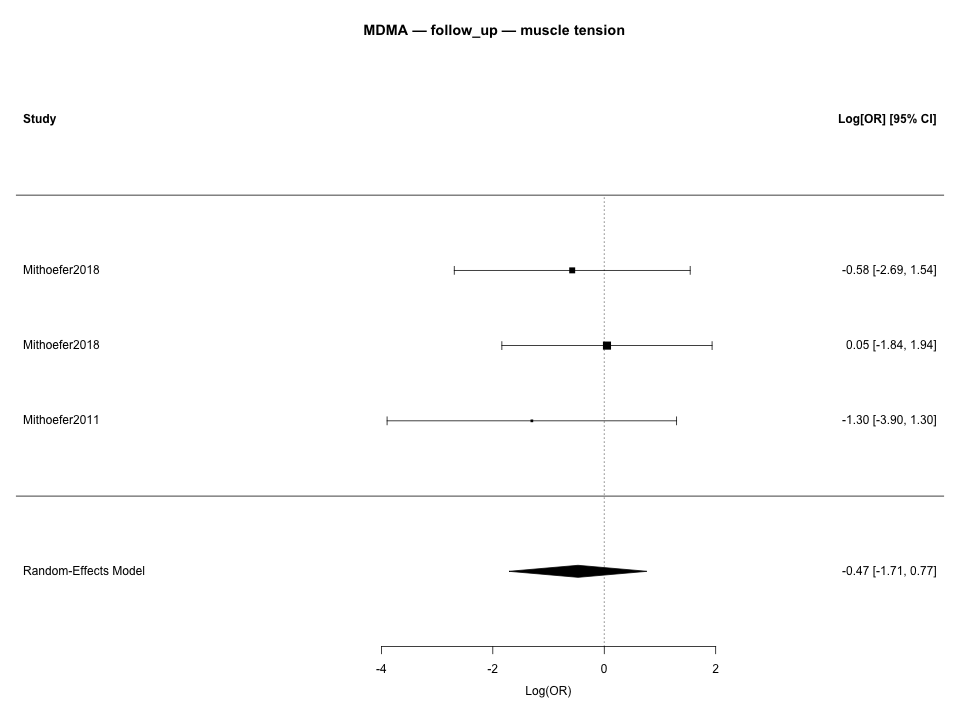 MDMA — follow_up — muscle tension
Study Log[OR] [95% CI]
Mithoefer2018 -0.58 [-2.69, 1.54]
Mithoefer2018 0.05 [-1.84, 1.94]
Mithoefer2011 -1.30 [-3.90, 1.30]
Random-Effects Model -0.47 [-1.71, 0.77]
-4 -2 0 2
Log(OR)